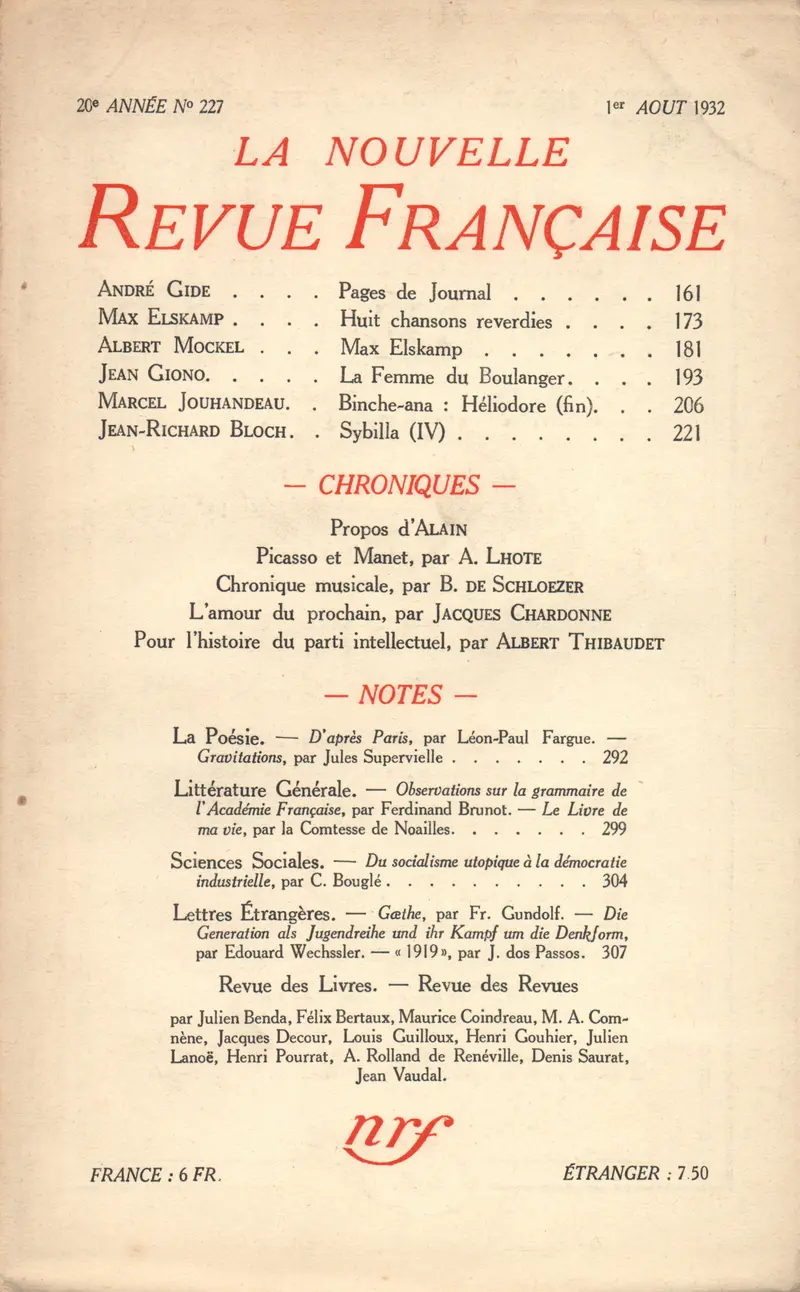 20e ANNÉE No 227
1er AOUT 1932
LA NOUVELLE
REVUE FRANÇAISE
ANDRÉ GIDE . . . . Pages de Journal . . . . . . 161
MAX ELSKAMP . . . . Huit chansons reverdies . . . . 173
ALBERT MOCKEL . . . Max Elskamp . . . . . . . 181
JEAN GIONO. . . . . La Femme du Boulanger. . . . 193
MARCEL JOUHANDEAU. . Binche-ana : Héliodore (fin). . . 206
JEAN-RICHARD BLOCH. . Sybilla (IV) . . . . . . . . 221
— CHRONIQUES —
Propos d'ALAIN
Picasso et Manet, par A. LHOTE
Chronique musicale, par B. DE SCHLOEZER
L'amour du prochain, par JACQUES CHARDONNE
Pour l'histoire du parti intellectuel, par ALBERT THIBAUDET
— NOTES —
La Poésie. — D'après Paris, par Léon-Paul Fargue. —
Gravitations, par Jules Supervielle . . . . . . . 292
Littérature Générale. — Observations sur la grammaire de
l'Académie Française, par Ferdinand Brunot. — Le Livre de
ma vie, par la Comtesse de Noailles. . . . . . . 299
Sciences Sociales. — Du socialisme utopique à la démocratie
industrielle, par C. Bouglé . . . . . . . . . . 304
Lettres Étrangères. — Gœthe, par Fr. Gundolf. — Die
Generation als Jugendreihe und ihr Kampf um die Denkform,
par Edouard Wechssler. — « 1919 », par J. dos Passos. 307
Revue des Livres. — Revue des Revues
par Julien Benda, Félix Bertaux, Maurice Coindreau, M. A. Com-
nène, Jacques Decour, Louis Guilloux, Henri Gouhier, Julien
Lanoë, Henri Pourrat, A. Rolland de Renéville, Denis Saurat,
Jean Vaudal.
nrf
FRANCE : 6 FR.
ÉTRANGER : 7.50